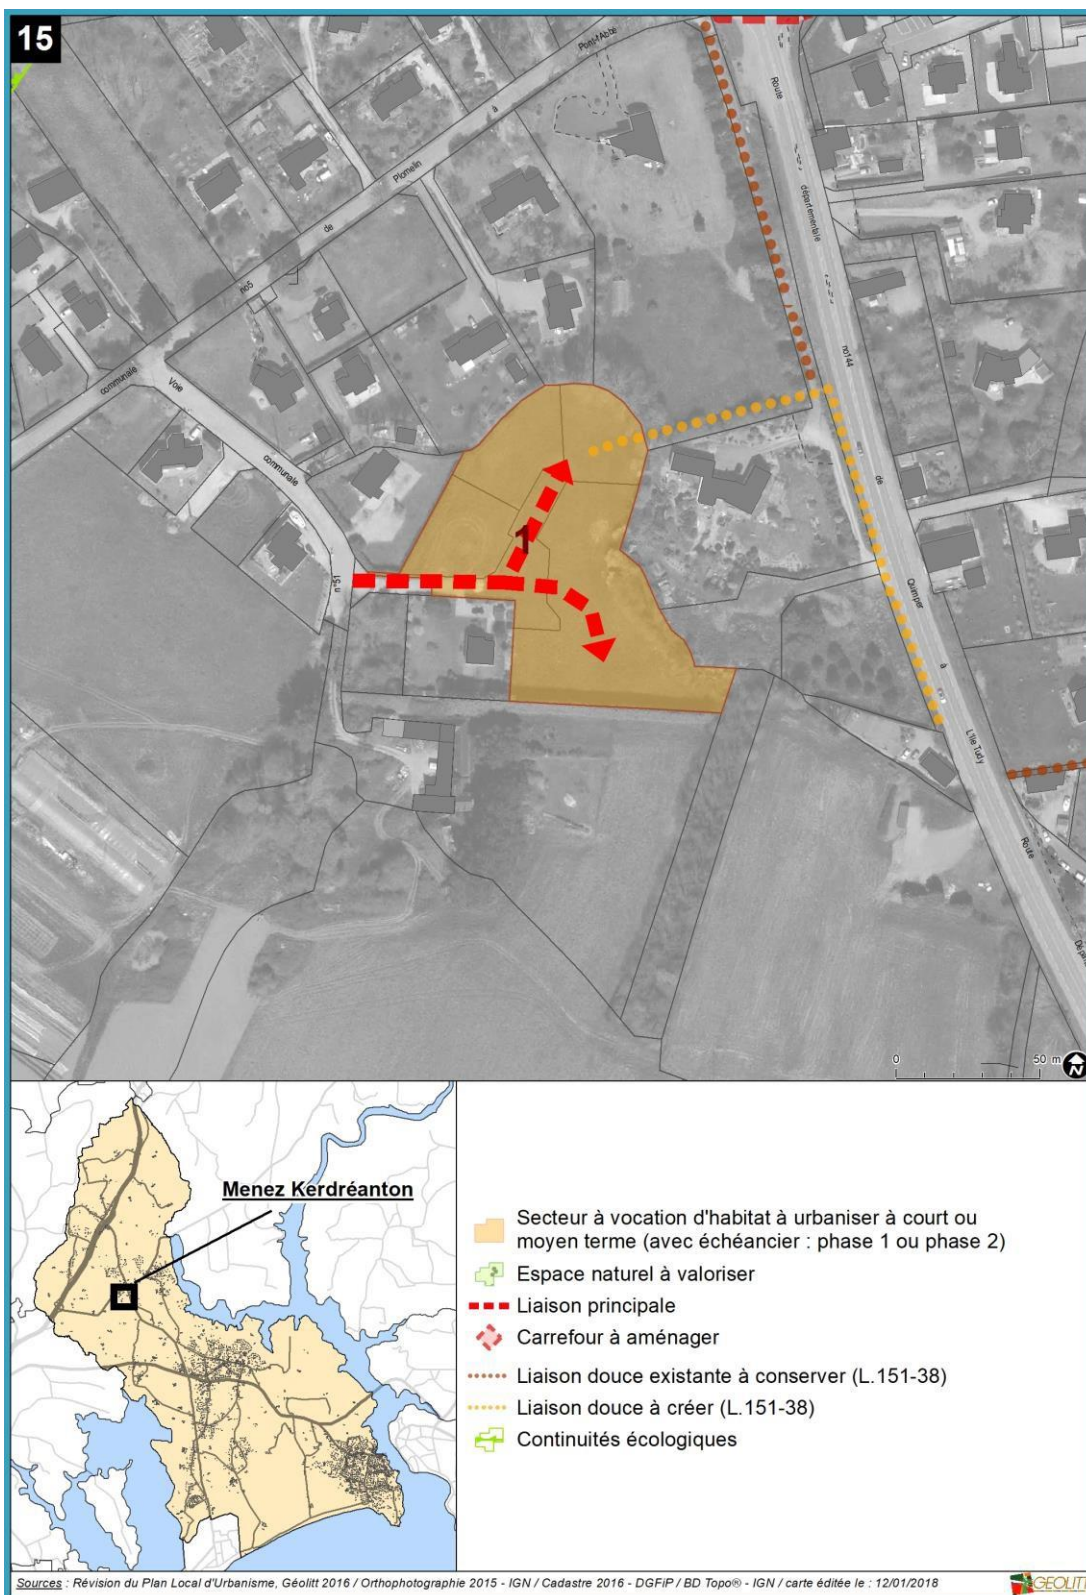 15
Pont-l'Abbé
à
Plomelin
de
no5
communale
Voie
communale
n°31
Route
départementale
no144
de
Quimper
à
L'Ile Tudy
Route
1
0
50 m
N
Menez Kerdréanton
Secteur à vocation d'habitat à urbaniser à court ou
moyen terme (avec échéancier : phase 1 ou phase 2)
Espace naturel à valoriser
Liaison principale
Carrefour à aménager
Liaison douce existante à conserver (L.151-38)
Liaison douce à créer (L.151-38)
Continuités écologiques
Sources : Révision du Plan Local d'Urbanisme, Géolitt 2016 / Orthophotographie 2015 - IGN / Cadastre 2016 - DGFiP / BD Topo® - IGN / carte éditée le : 12/01/2018
GEOLITT